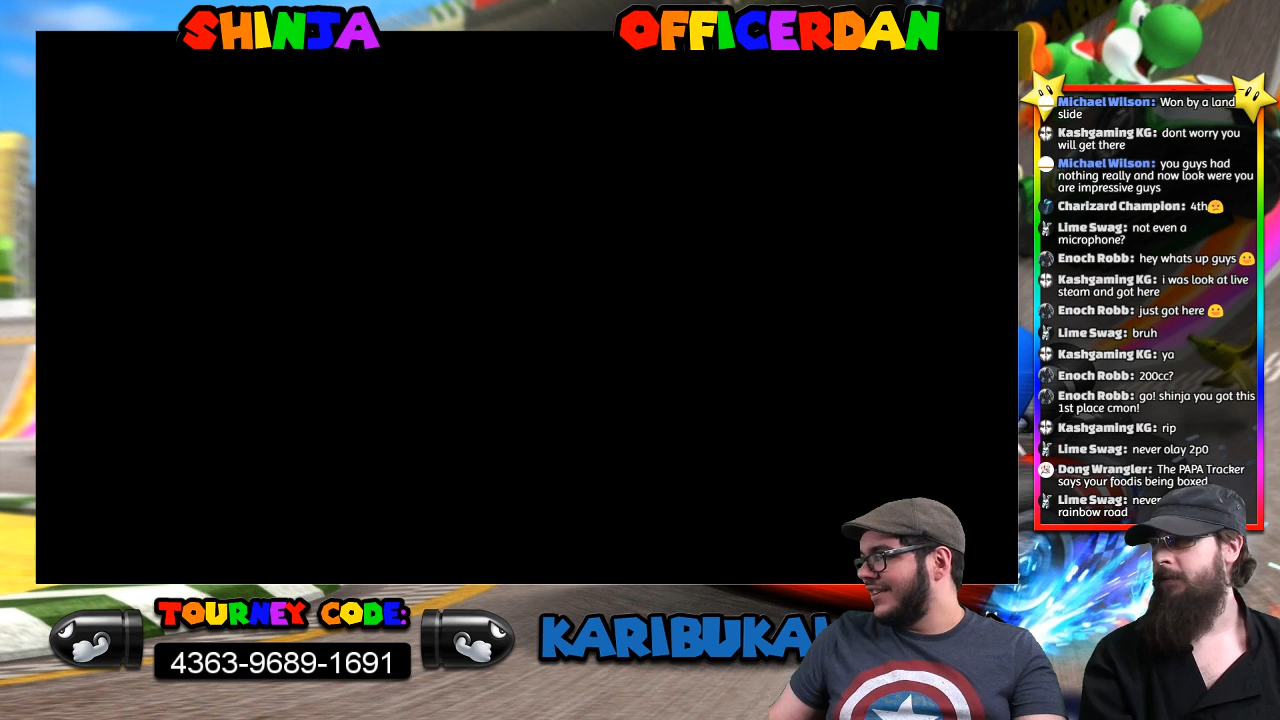 SHINJA
OFFICERDAN
Michael Wilson: Won by a land
slide
Kashgaming KG: dont worry you
will get there
Michael Wilson: you guys had
nothing really and now look were you
are impressive guys
Charizard Champion: 4th
Lime Swag: not even a
microphone?
Enoch Robb: hey whats up guys
Kashgaming KG: i was look at live
steam and got here
Enoch Robb: just got here
Lime Swag: bruh
Kashgaming KG: ya
Enoch Robb: 200cc?
Enoch Robb: go! shinja you got this
1st place cmon!
Kashgaming KG: rip
Lime Swag: never olay 2p0
Dong Wrangler: The PAPA Tracker
says your foodis being boxed
Lime Swag: never
rainbow road
TOURNEY CODE:
4363-9689-1691